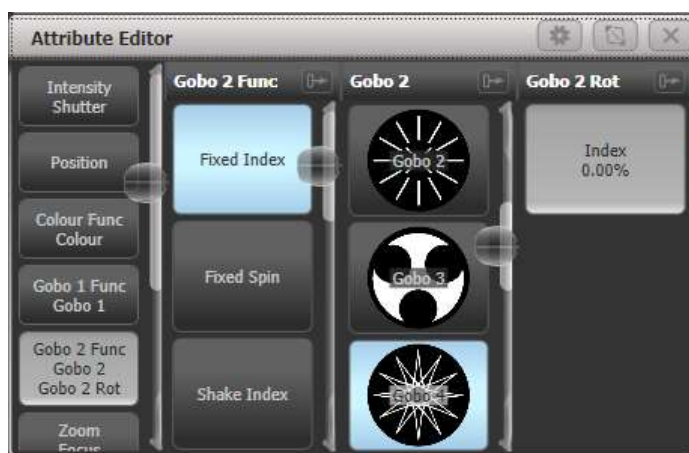 Attribute Editor
Intensity
Shutter
Position
Colour Func
Colour
Gobo 1 Func
Gobo 1
Gobo 2 Func
Gobo 2
Gobo 2 Rot
Zoom
Focus
Gobo 2 Func
Fixed Index
Fixed Spin
Shake Index
Gobo 2
Gobo 2
Gobo 3
Gobo 4
Gobo 2 Rot
Index
0.00%